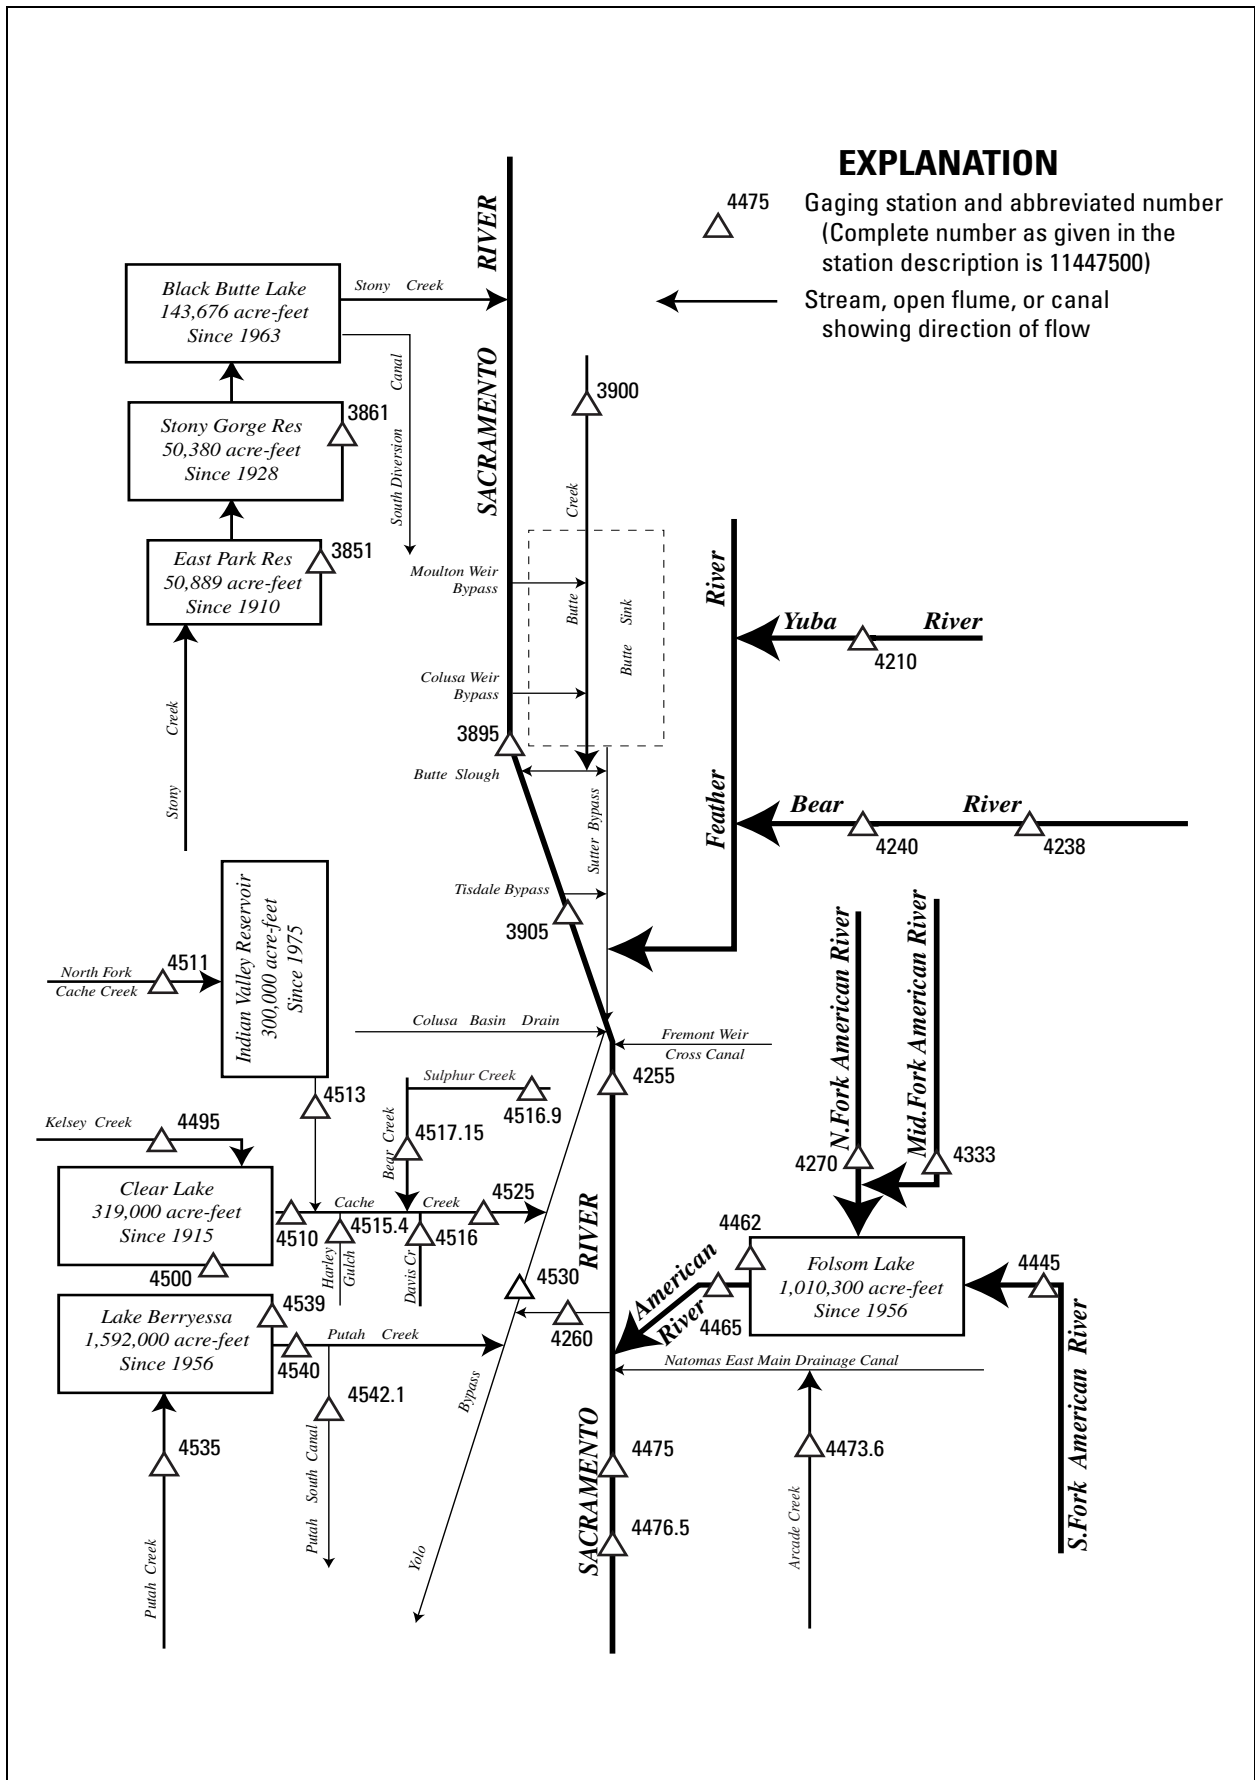 EXPLANATION
4475
Gaging station and abbreviated number
(Complete number as given in the
station description is 11447500)
Stream, open flume, or canal
showing direction of flow
RIVER
SACRAMENTO
Black Butte Lake
143,676 acre-feet
Since 1963
Stony Creek
South Diversion Canal
Stony Gorge Res
50,380 acre-feet
Since 1928
3861
East Park Res
50,889 acre-feet
Since 1910
3851
Stony Creek
3900
Butte Creek
Butte Sink
Moulton Weir
Bypass
Colusa Weir
Bypass
3895
Butte Slough
Sutter Bypass
Tisdale Bypass
3905
Feather River
Yuba River
4210
Bear River
4240
4238
Indian Valley Reservoir
300,000 acre-feet
Since 1975
North Fork
Cache Creek
4511
4513
Colusa Basin Drain
Fremont Weir
Cross Canal
4255
Sulphur Creek
4516.9
Bear Creek
4517.15
Kelsey Creek
4495
Clear Lake
319,000 acre-feet
Since 1915
4500
4510
Cache Creek
4515.4
4516
4525
Harley
Gulch
Davis Cr
4530
4260
Lake Berryessa
1,592,000 acre-feet
Since 1956
4539
4540
Putah Creek
4542.1
Putah South Canal
4535
Putah Creek
Yolo Bypass
SACRAMENTO RIVER
N.Fork American River
Mid.Fork American River
4270
4333
4462
Folsom Lake
1,010,300 acre-feet
Since 1956
4445
S.Fork American River
American
River
4465
Natomas East Main Drainage Canal
4475
4473.6
Arcade Creek
4476.5